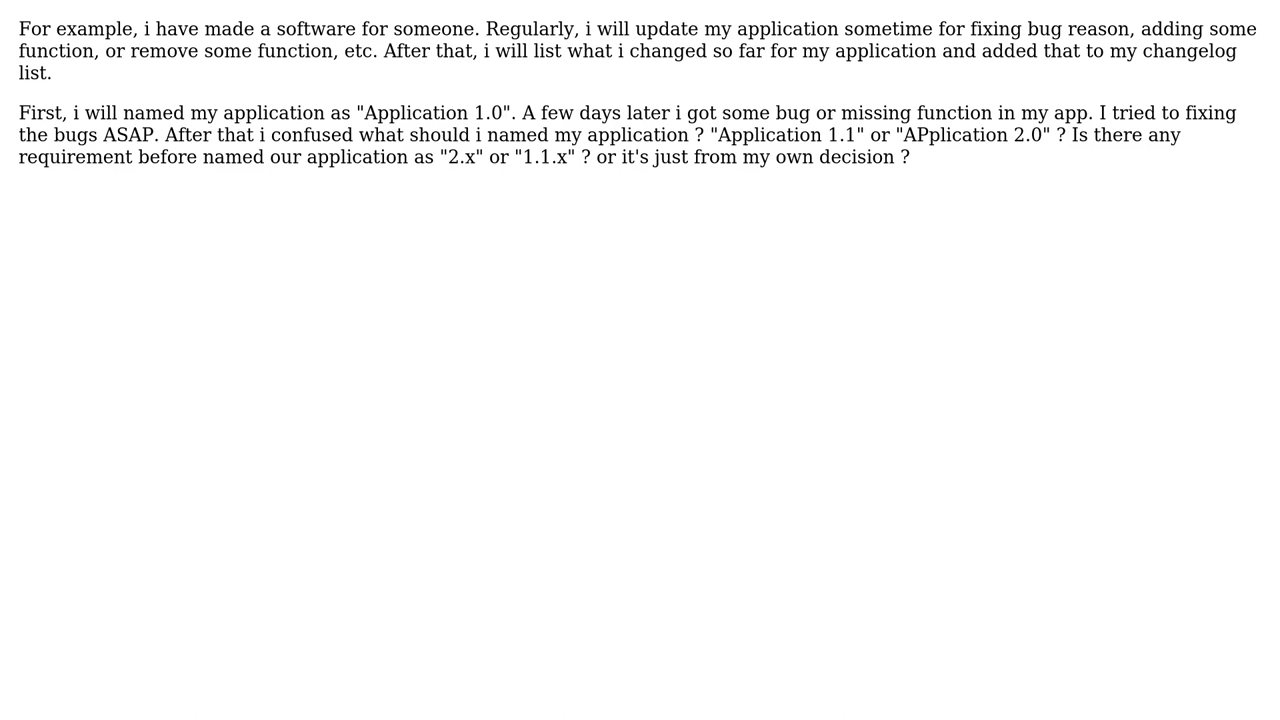 For example, i have made a software for someone. Regularly, i will update my application sometime for fixing bug reason, adding some
function, or remove some function, etc. After that, i will list what i changed so far for my application and added that to my changelog
list.
First, i will named my application as "Application 1.0". A few days later i got some bug or missing function in my app. I tried to fixing
the bugs ASAP. After that i confused what should i named my application ? "Application 1.1" or "APplication 2.0" ? Is there any
requirement before named our application as "2.x" or "1.1.x" ? or it's just from my own decision ?